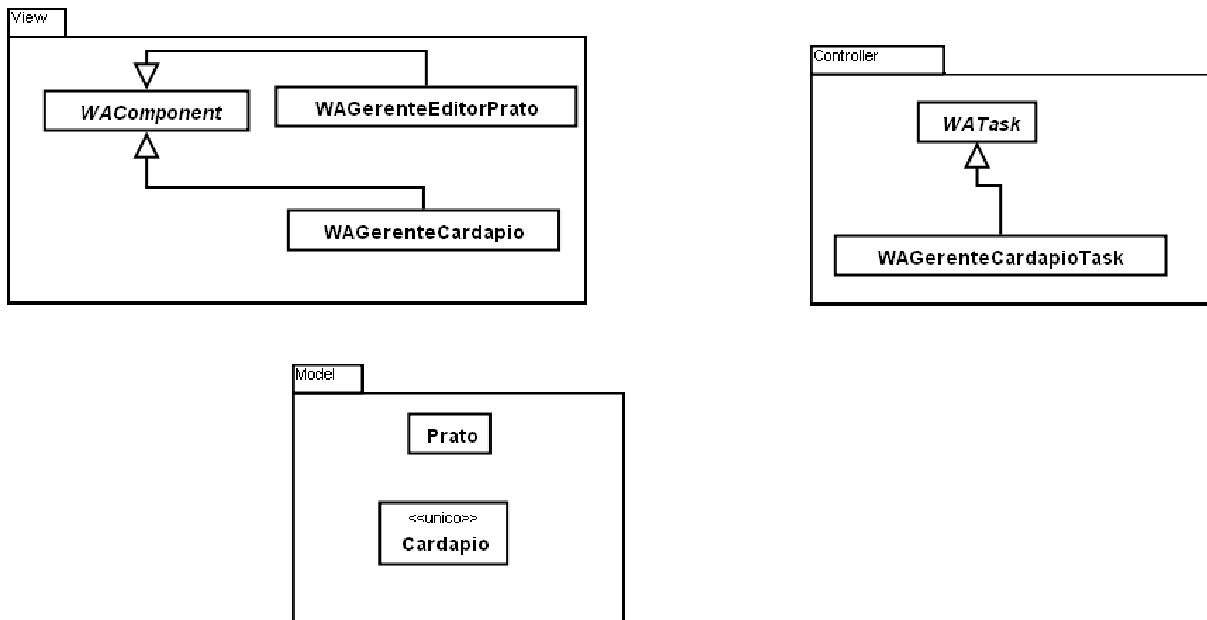 View
WAComponent
WAGerenteEditorPrato
WAGerenteCardapio
Controller
WATask
WAGerenteCardapioTask
Model
Prato
<<unico>>
Cardapio